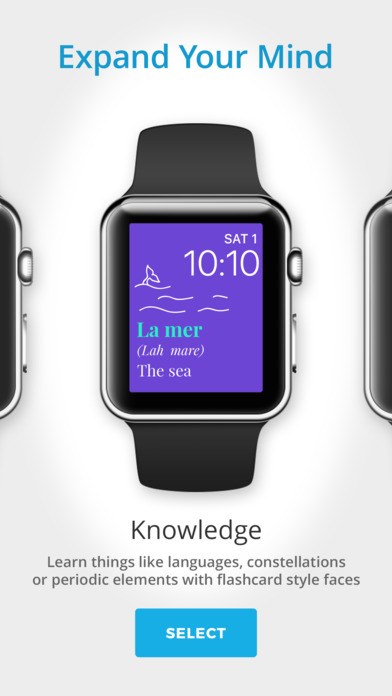 Expand Your Mind
SAT 1
10:10
La mer
(Lah mare)
The sea
Knowledge
Learn things like languages, constellations
or periodic elements with flashcard style faces
SELECT